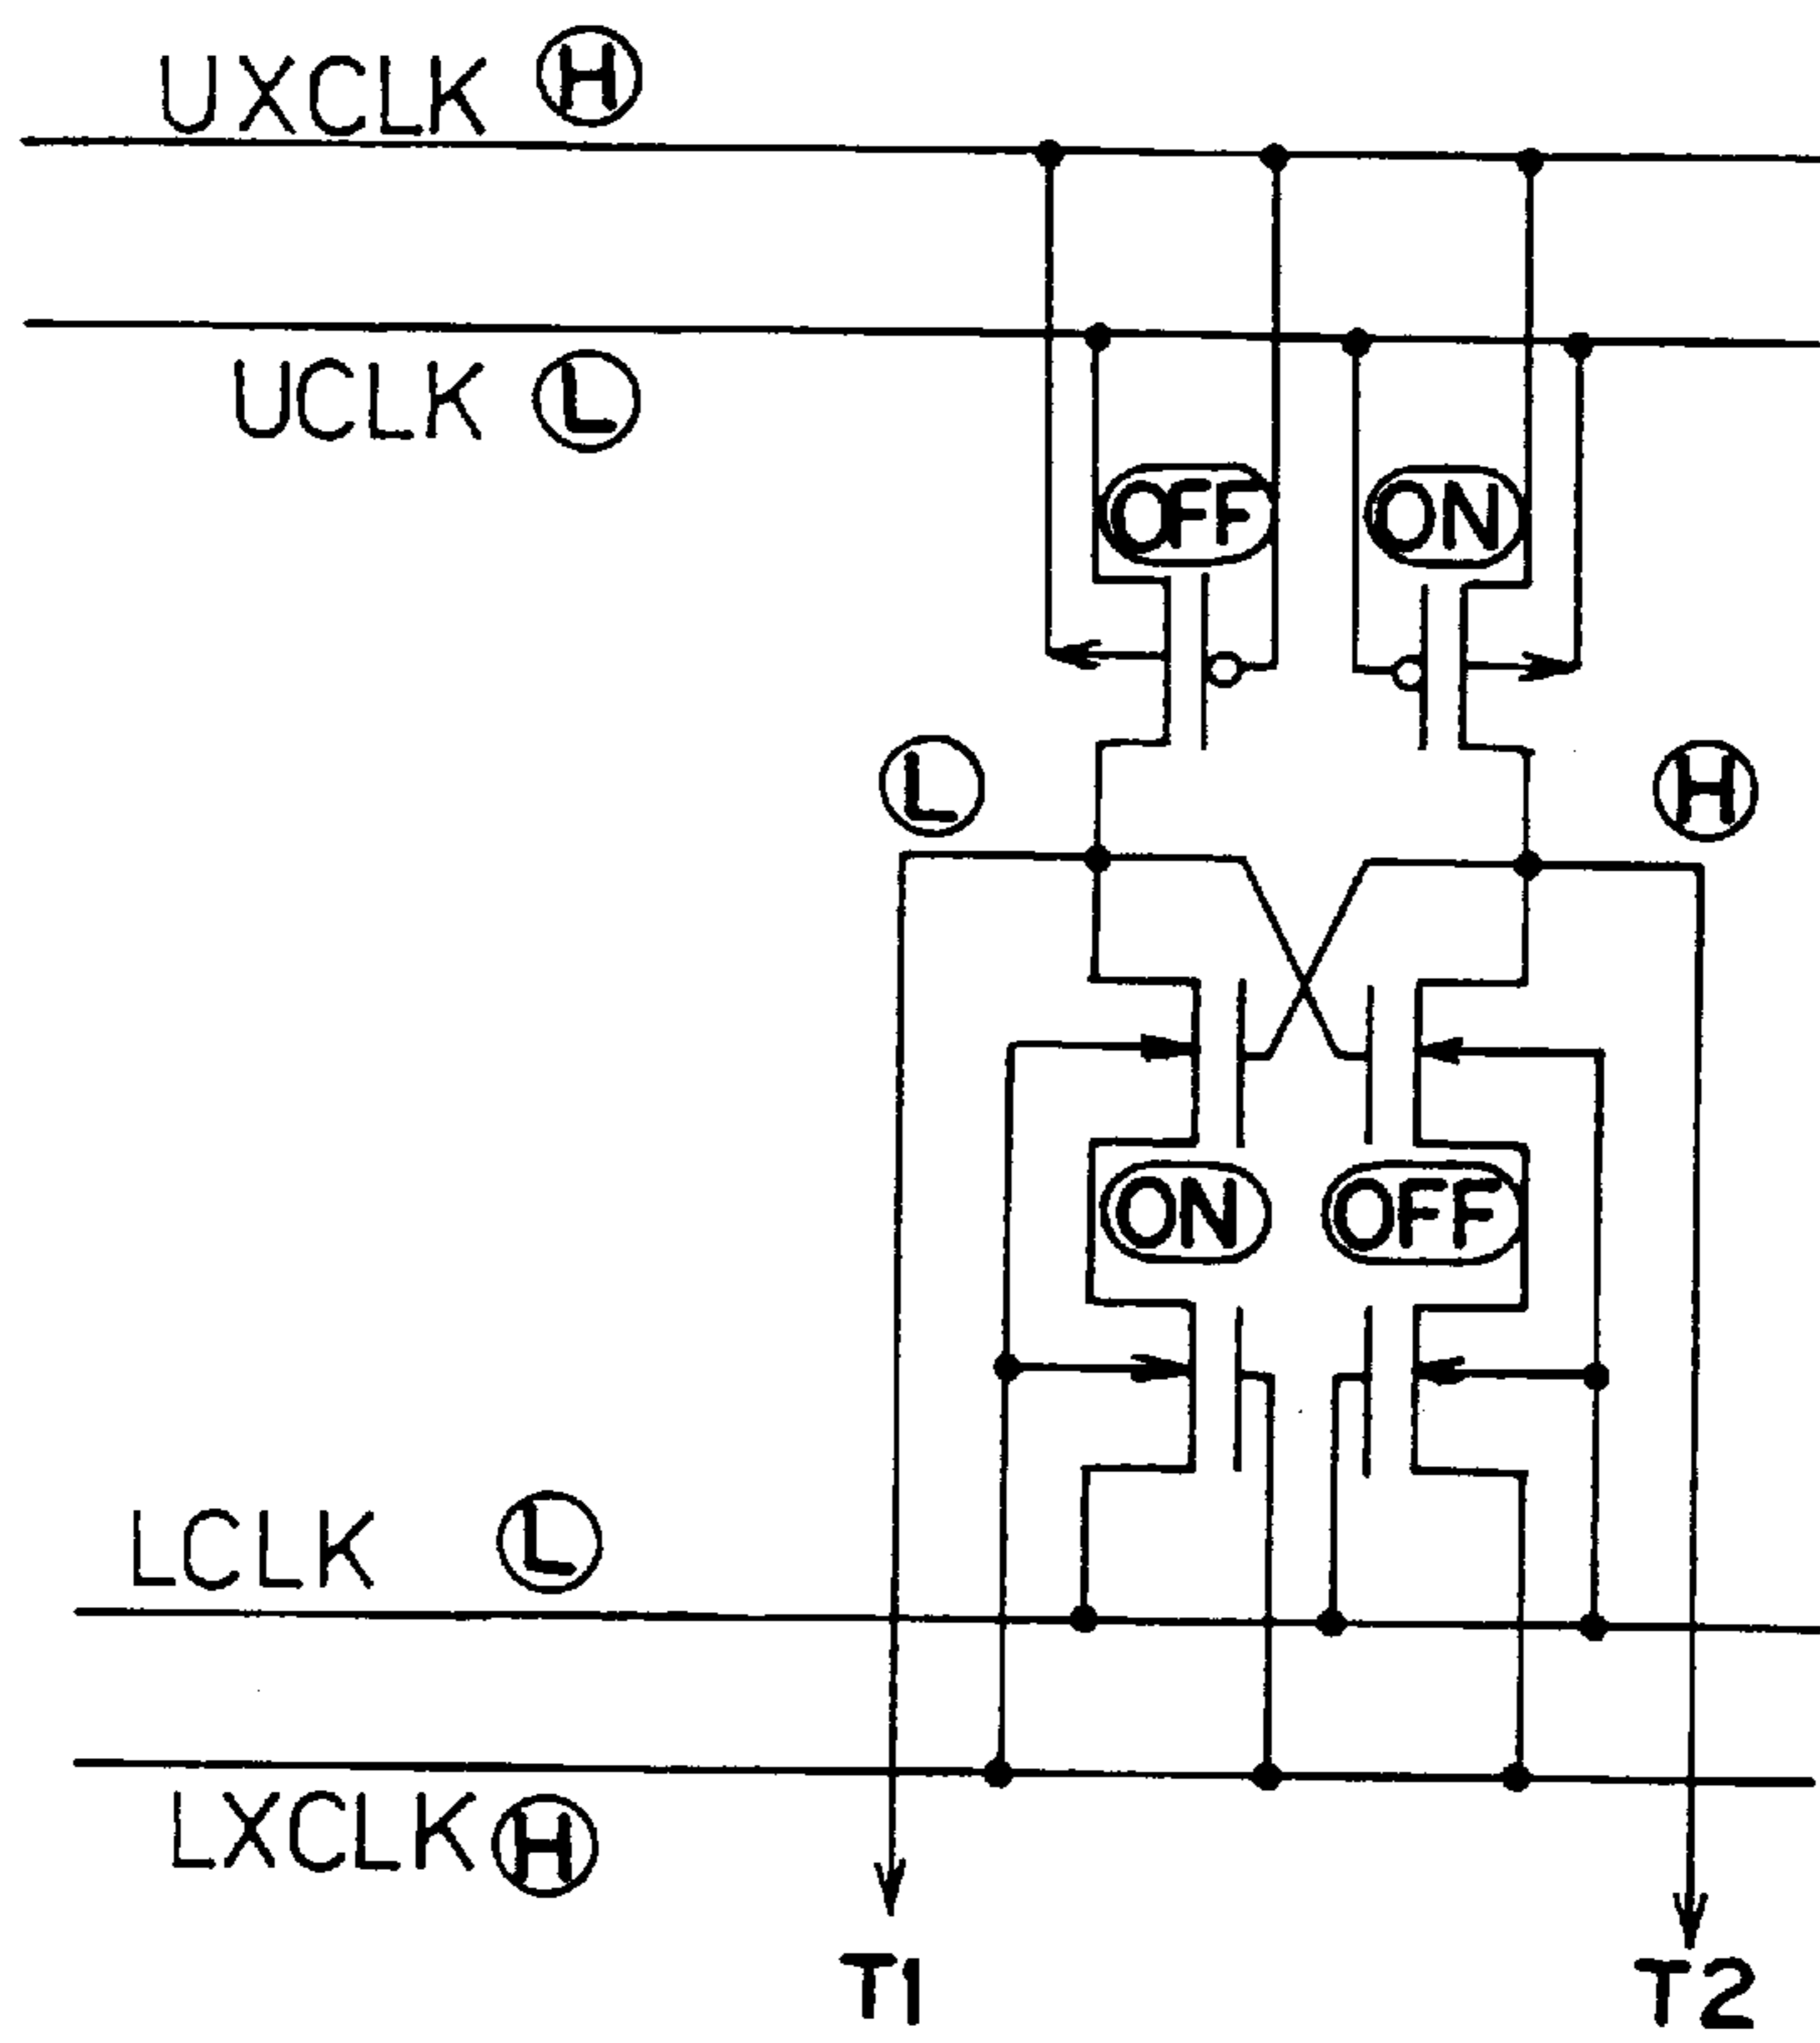 UXCLK H
UCLK L
OFF ON
L H
ON OFF
LCLK L
LXCLK H
T1 T2